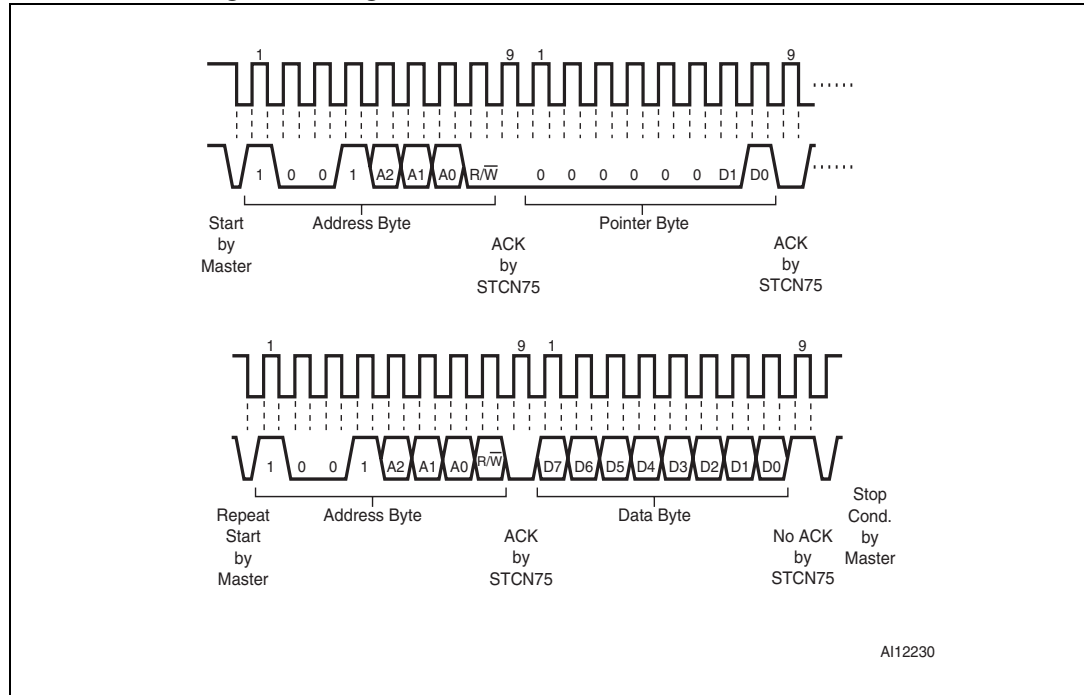 1 9 1 9
1 0 0 1 A2 A1 A0 R/W̅ 0 0 0 0 0 0 D1 D0
Address Byte Pointer Byte
Start
by
Master
ACK
by
STCN75
ACK
by
STCN75
1 9 1 9
1 0 0 1 A2 A1 A0 R/W̅ D7 D6 D5 D4 D3 D2 D1 D0
Address Byte Data Byte
Repeat
Start
by
Master
ACK
by
STCN75
No ACK
by
STCN75
Stop
Cond.
by
Master
AI12230